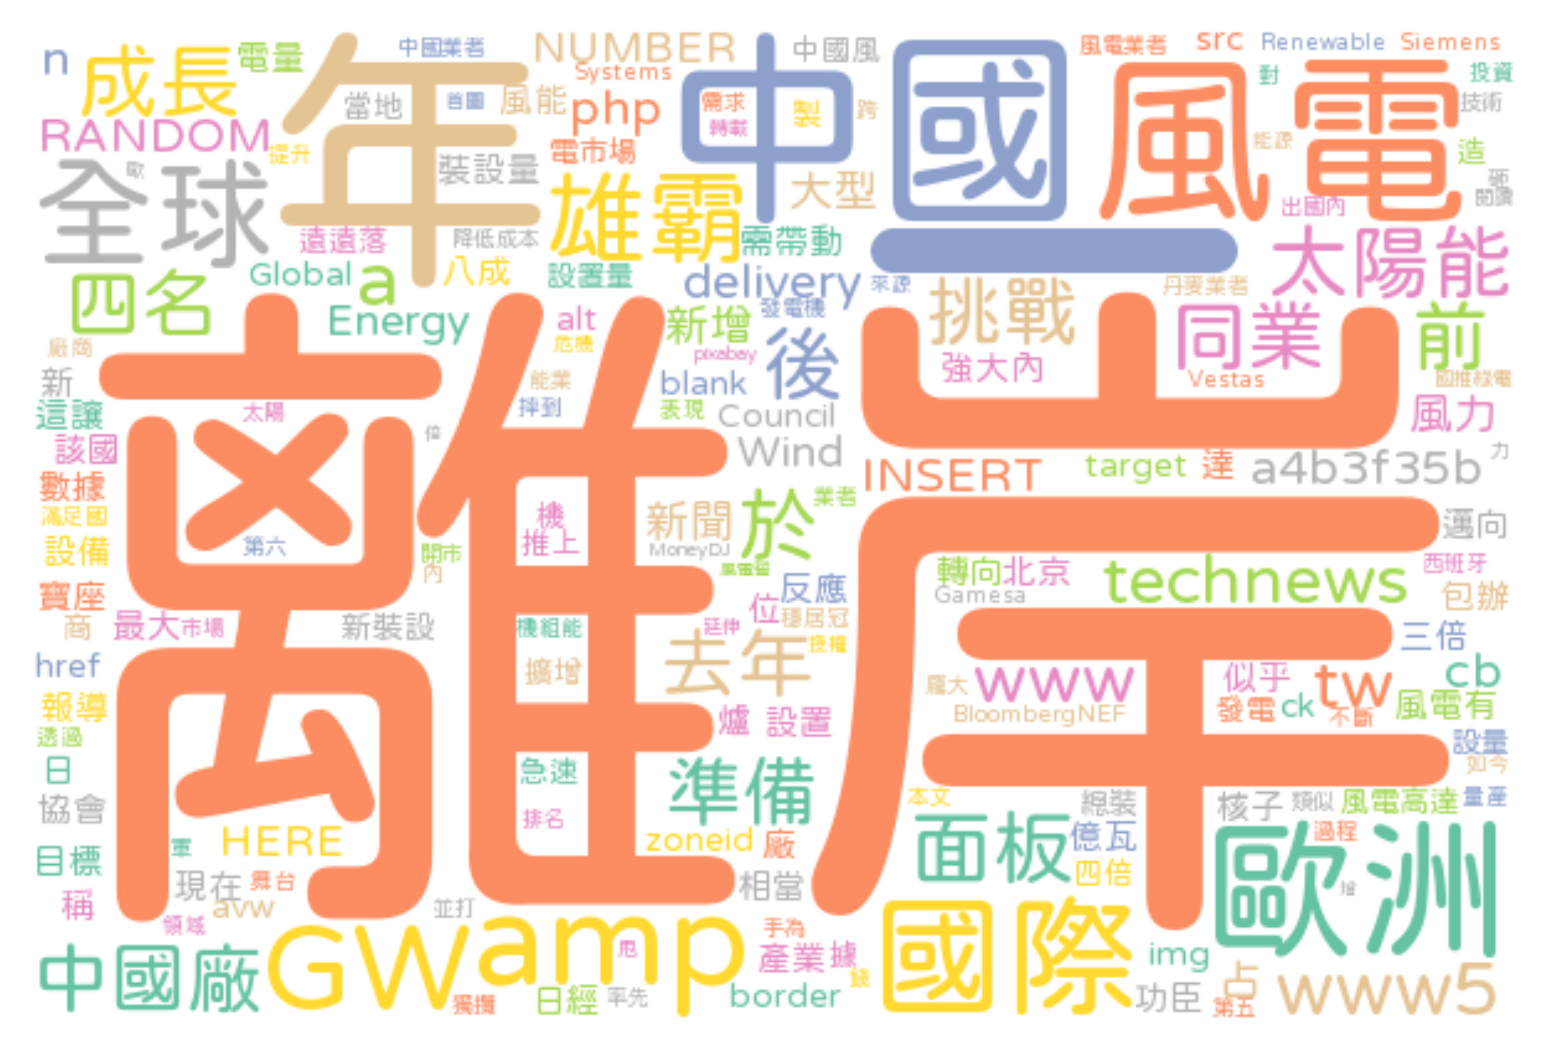 n
成長
電量
年
中國業者
NUMBER
中國風
風電業者
src
Renewable
Siemens
Systems
首圖
當地
風能
php
中國
需求
轉載
製
跨
風電
對
投資
技術
RANDOM
提升
電市場
能源
造
全球
歐
裝設量
雄霸
大型
出國內
砸
閱讀
遠遠落
降低成本
需帶動
一
太陽能
四名
Global
a
八成
設置量
delivery
來源
挑戰
丹麥業者
Energy
alt
新增
發電機
同業
前
廠商
危機
pixabay
後
強大內
新
能業
blank
Vestas
國推綠電
這讓
太陽
摔到
表現
Council
風力
離岸
該國
倍
Wind
INSERT
target
達
a4b3f35b
力
數據
滿足國
機
新聞
於
業者
邁向
設備
第六
開市
推上
MoneyDJ
轉向
北京
technews
西班牙
內
反應
Gamesa
包辦
寶座
位
穩居冠
商
最大
市場
新裝設
機組能
延伸
授權
三倍
href
擴增
去年
龐大
www
似乎
tw
cb
報導
爐
設置
BloombergNEF
發電
ck
不斷
風電有
透過
設量
日
急速
準備
如今
協會
排名
本文
總裝
核子
類似
風電高達
量產
目標
軍
HERE
zoneid
廠
面板
億瓦
過程
歐洲
現在
舞台
相當
四倍
增
稱
avw
並打
領域
手為
中國廠
GW
amp
甩
產業
據
錢
國際
img
占
獨攬
日經
率先
border
功臣
第五
www5